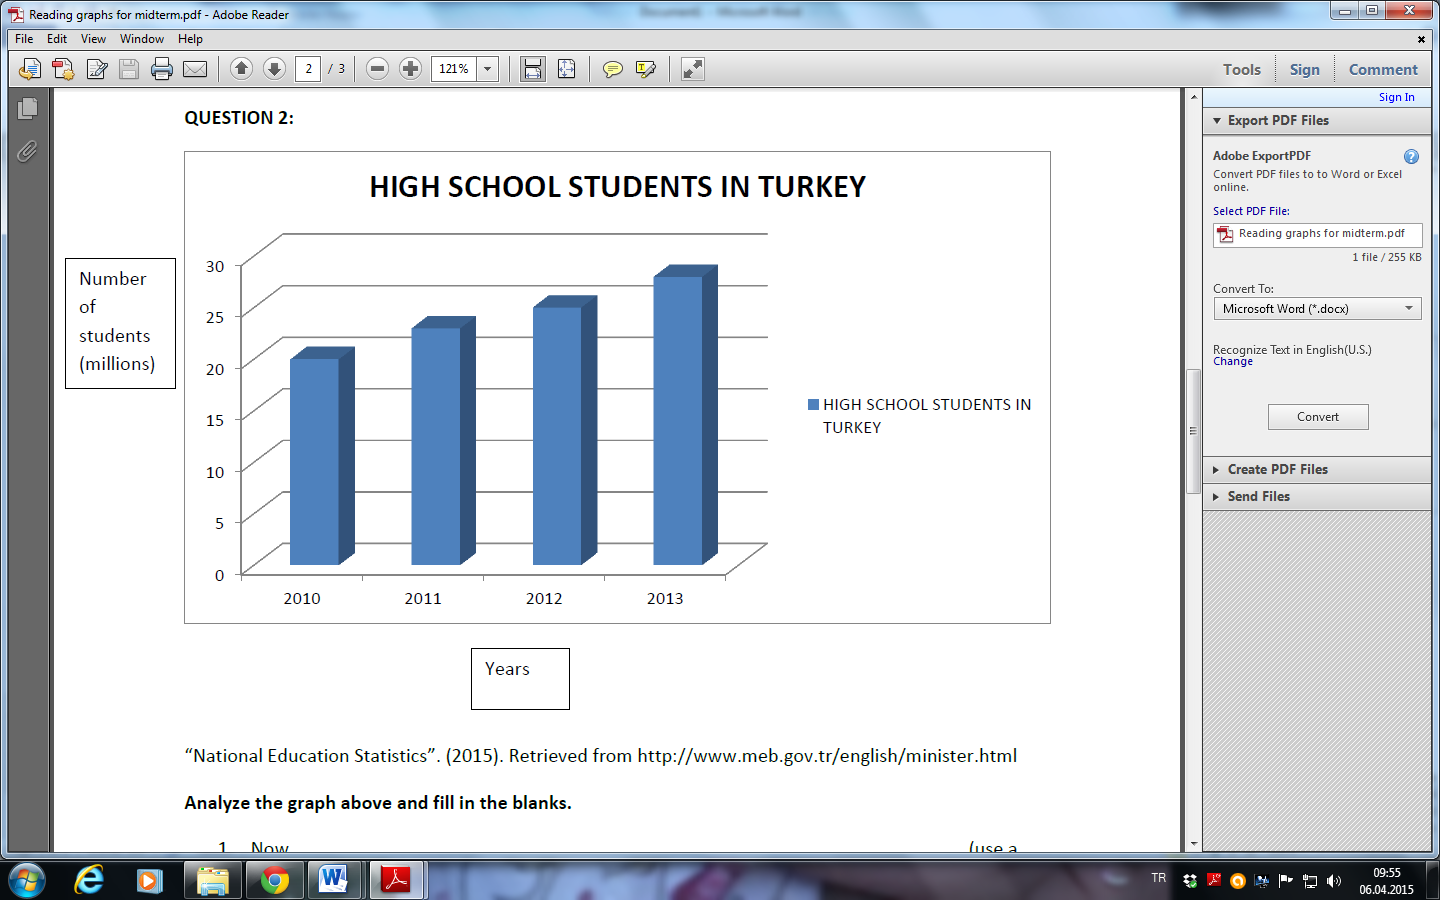 Reading graphs for midterm.pdf - Adobe Reader
File Edit View Window Help
2 / 3 121% Tools Sign Comment
Sign In
Export PDF Files
Adobe ExportPDF
Convert PDF files to to Word or Excel
online.
Select PDF File:
Reading graphs for midterm.pdf
1 file / 255 KB
Convert To:
Microsoft Word (*.docx)
Recognize Text in English(U.S.)
Change
Convert
Create PDF Files
Send Files
QUESTION 2:
HIGH SCHOOL STUDENTS IN TURKEY
Number
of
students
(millions)
30
25
20
15
10
5
0
2010 2011 2012 2013
HIGH SCHOOL STUDENTS IN
TURKEY
Years
“National Education Statistics”. (2015). Retrieved from http://www.meb.gov.tr/english/minister.html
Analyze the graph above and fill in the blanks.
1. Now (use a
TR
09:55
06.04.2015